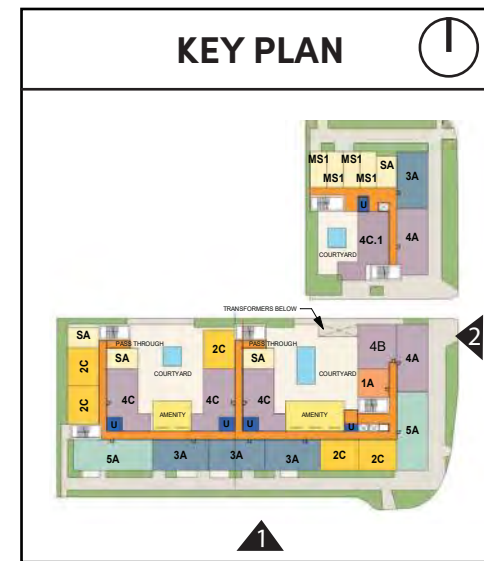 KEY PLAN
MS1 MS1 SA
MS1 MS1
3A
U
4C.1
4A
COURTYARD
TRANSFORMERS BELOW
SA
PASS THROUGH
2C
PASS THROUGH
4B
4A
2
SA
SA
2C
COURTYARD
COURTYARD
1A
2C
4C
4C
4C
AMENITY
AMENITY
U
U
U
U
5A
5A
3A
3A
3A
2C
2C
1